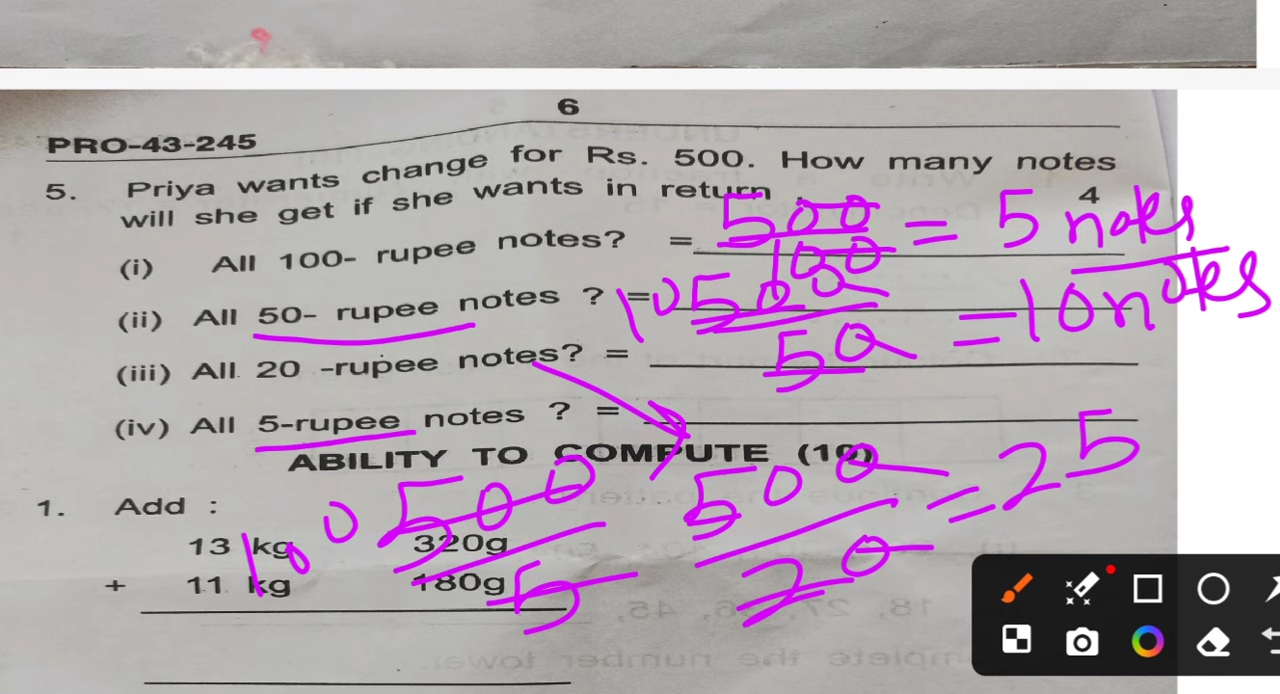 6
PRO-43-245
5. Priya wants change for Rs. 500. How many notes
will she get if she wants in return 4
(i) All 100- rupee notes? = 500/100 = 5 notes
(ii) All 50- rupee notes ? = 10 500/50 = 10 notes
(iii) All 20 -rupee notes? =
(iv) All 5-rupee notes ? =
ABILITY TO COMPUTE (10)
500/20 = 25
100 500/5
1. Add :
13 kg 320g
+ 11 kg 180g